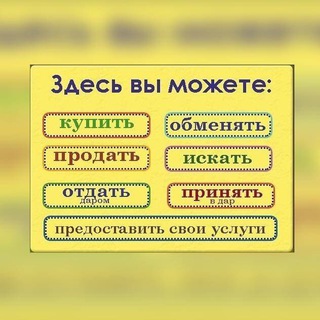 Здесь вы можете:
купить
обменять
продать
искать
отдать
даром
принять
в дар
предоставить свои услуги